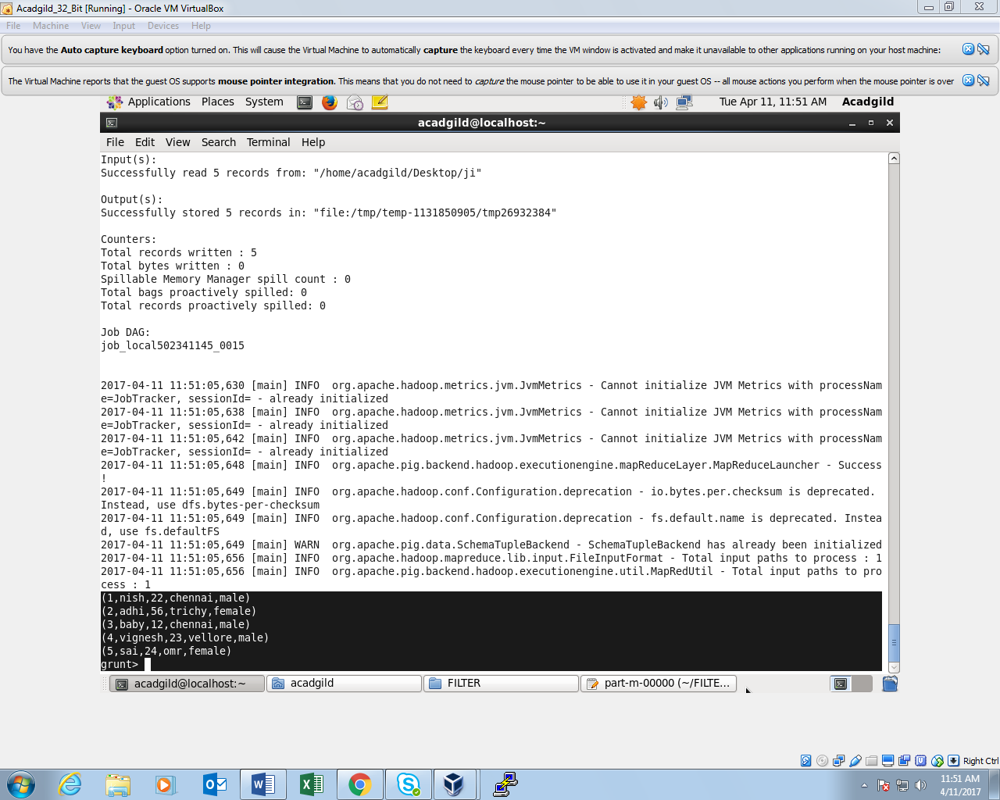 Acadgild_32_Bit [Running] - Oracle VM VirtualBox
File Machine View Input Devices Help
You have the Auto capture keyboard option turned on. This will cause the Virtual Machine to automatically capture the keyboard every time the VM window is activated and make it unavailable to other applications running on your host machine:
The Virtual Machine reports that the guest OS supports mouse pointer integration. This means that you do not need to capture the mouse pointer to be able to use it in your guest OS -- all mouse actions you perform when the mouse pointer is over
Applications Places System Tue Apr 11, 11:51 AM Acadgild
acadgild@localhost:~
File Edit View Search Terminal Help
Input(s):
Successfully read 5 records from: "/home/acadgild/Desktop/ji"
Output(s):
Successfully stored 5 records in: "file:/tmp/temp-1131850905/tmp26932384"
Counters:
Total records written : 5
Total bytes written : 0
Spillable Memory Manager spill count : 0
Total bags proactively spilled: 0
Total records proactively spilled: 0
Job DAG:
job_local502341145_0015
2017-04-11 11:51:05,630 [main] INFO  org.apache.hadoop.metrics.jvm.JvmMetrics - Cannot initialize JVM Metrics with processNam
e=JobTracker, sessionId= - already initialized
2017-04-11 11:51:05,638 [main] INFO  org.apache.hadoop.metrics.jvm.JvmMetrics - Cannot initialize JVM Metrics with processNam
e=JobTracker, sessionId= - already initialized
2017-04-11 11:51:05,642 [main] INFO  org.apache.hadoop.metrics.jvm.JvmMetrics - Cannot initialize JVM Metrics with processNam
e=JobTracker, sessionId= - already initialized
2017-04-11 11:51:05,648 [main] INFO  org.apache.pig.backend.hadoop.executionengine.mapReduceLayer.MapReduceLauncher - Success
!
2017-04-11 11:51:05,649 [main] INFO  org.apache.hadoop.conf.Configuration.deprecation - io.bytes.per.checksum is deprecated.
Instead, use dfs.bytes-per-checksum
2017-04-11 11:51:05,649 [main] INFO  org.apache.hadoop.conf.Configuration.deprecation - fs.default.name is deprecated. Instea
d, use fs.defaultFS
2017-04-11 11:51:05,649 [main] WARN  org.apache.pig.data.SchemaTupleBackend - SchemaTupleBackend has already been initialized
2017-04-11 11:51:05,656 [main] INFO  org.apache.hadoop.mapreduce.lib.input.FileInputFormat - Total input paths to process : 1
2017-04-11 11:51:05,656 [main] INFO  org.apache.pig.backend.hadoop.executionengine.util.MapRedUtil - Total input paths to pro
cess : 1
(1,nish,22,chennai,male)
(2,adhi,56,trichy,female)
(3,baby,12,chennai,male)
(4,vignesh,23,vellore,male)
(5,sai,24,omr,female)
grunt>
acadgild@localhost:~ acadgild FILTER part-m-00000 (~/FILTE...
Right Ctrl
11:51 AM
4/11/2017